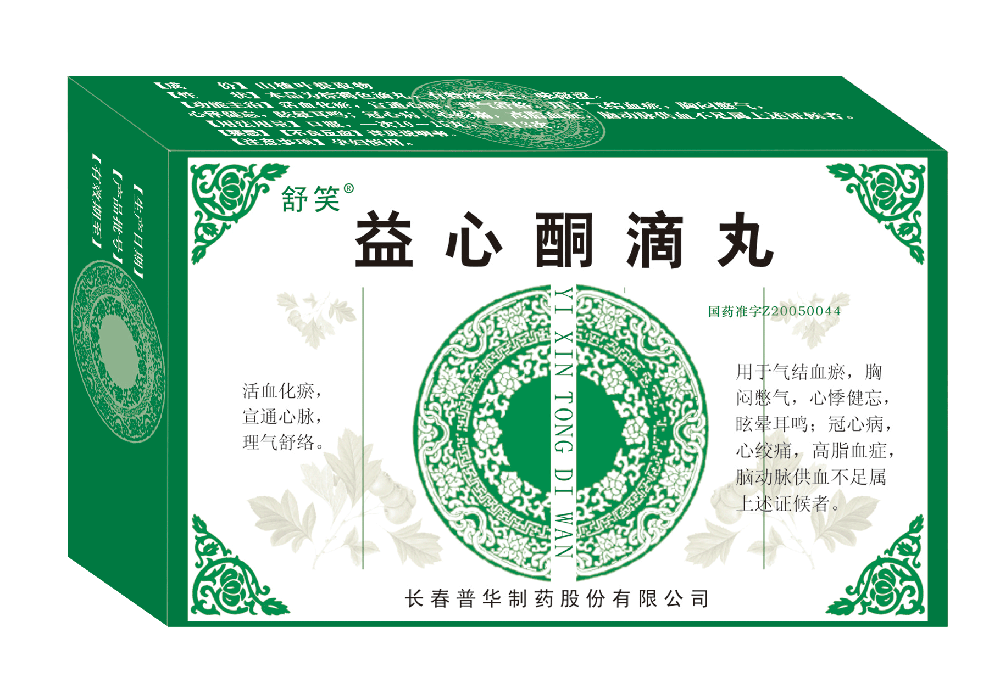 【成　　份】山楂叶提取物
【性　　状】本品为棕褐色滴丸，有特殊香气，味微涩。
【功能主治】活血化瘀，宣通心脉，理气舒络。用于气结血瘀，胸闷憋气，
心悸健忘，眩晕耳鸣；冠心病，心绞痛，高脂血症，脑动脉供血不足属上述证候者。
【用法用量】口服，一次10～15丸，一日3次。
【禁忌】【不良反应】详见说明书。
【注意事项】孕妇慎用。
【生产日期】
【产品批号】
【有效期至】
舒笑®
益心酮滴丸
YI XIN TONG DI WAN
国药准字Z20050044
活血化瘀，
宣通心脉，
理气舒络。
用于气结血瘀，胸
闷憋气，心悸健忘，
眩晕耳鸣；冠心病，
心绞痛，高脂血症，
脑动脉供血不足属
上述证候者。
长春普华制药股份有限公司